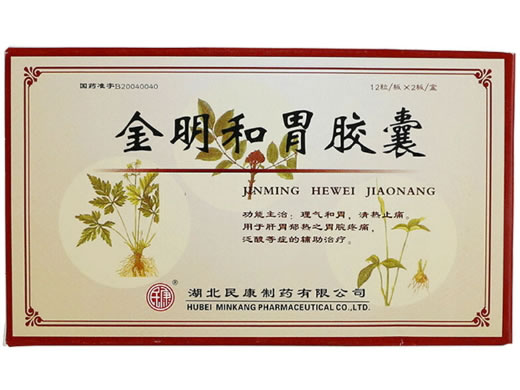 国药准字B20040040
12粒/板×2板/盒
金明和胃胶囊
JINMING HEWEI JIAONANG
功能主治：理气和胃，清热止痛。
用于肝胃郁热之胃脘疼痛，
泛酸等症的辅助治疗。
湖北民康制药有限公司
HUBEI MINKANG PHARMACEUTICAL CO.,LTD.